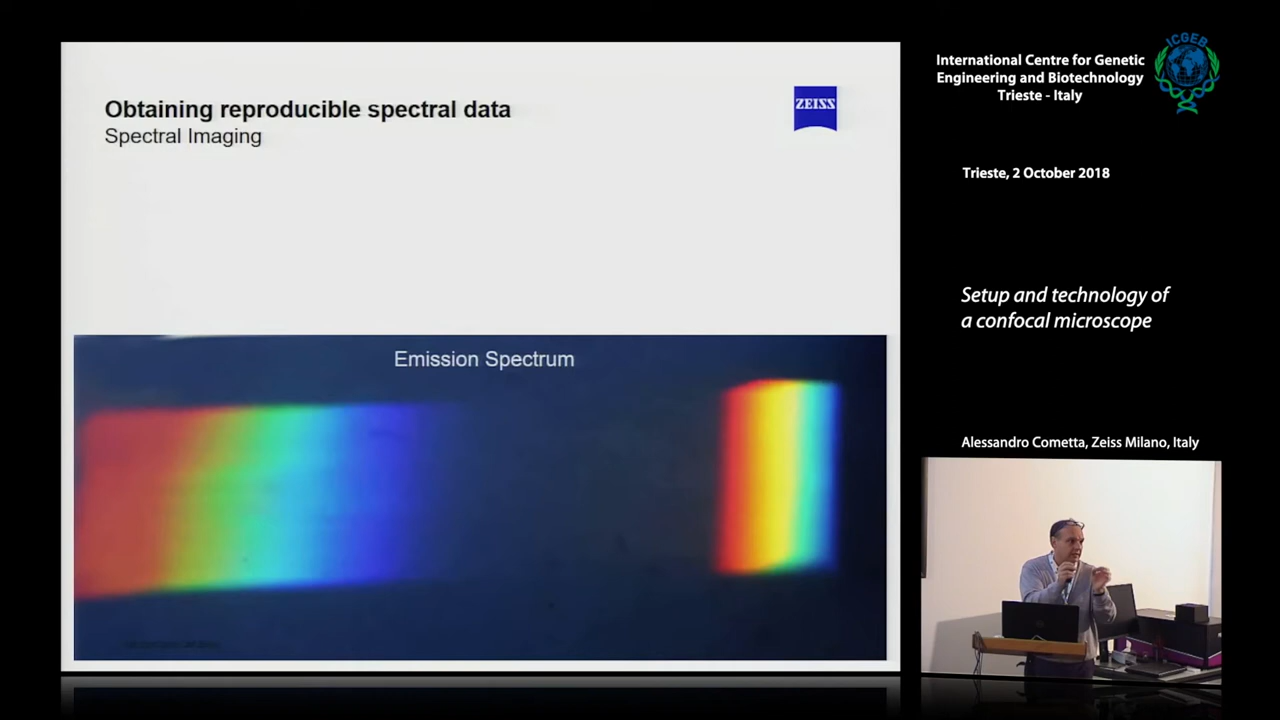 Obtaining reproducible spectral data
Spectral Imaging
ZEISS
Emission Spectrum
ICGEB
International Centre for Genetic
Engineering and Biotechnology
Trieste - Italy
Trieste, 2 October 2018
Setup and technology of
a confocal microscope
Alessandro Cometta, Zeiss Milano, Italy